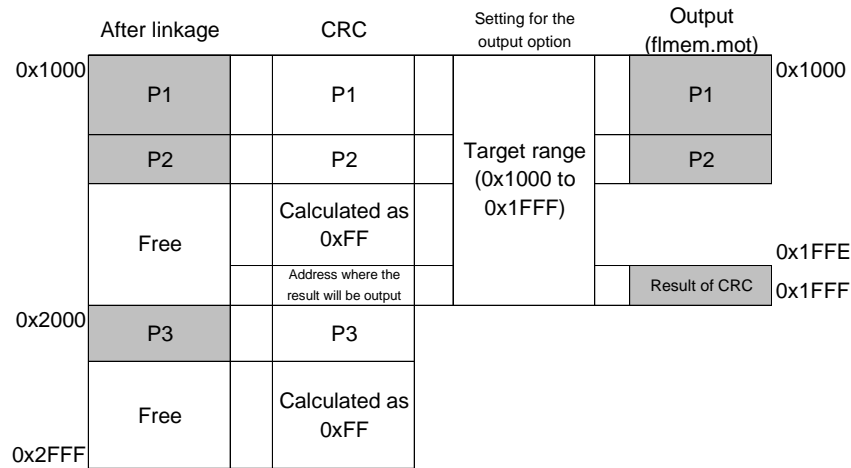 After linkage
CRC
Setting for the
output option
Output
(flmem.mot)
0x1000
P1
P1
Target range
(0x1000 to
0x1FFF)
P1
0x1000
P2
P2
P2
Free
Calculated as
0xFF
0x1FFE
Address where the
result will be output
Result of CRC
0x1FFF
0x2000
P3
P3
Free
Calculated as
0xFF
0x2FFF